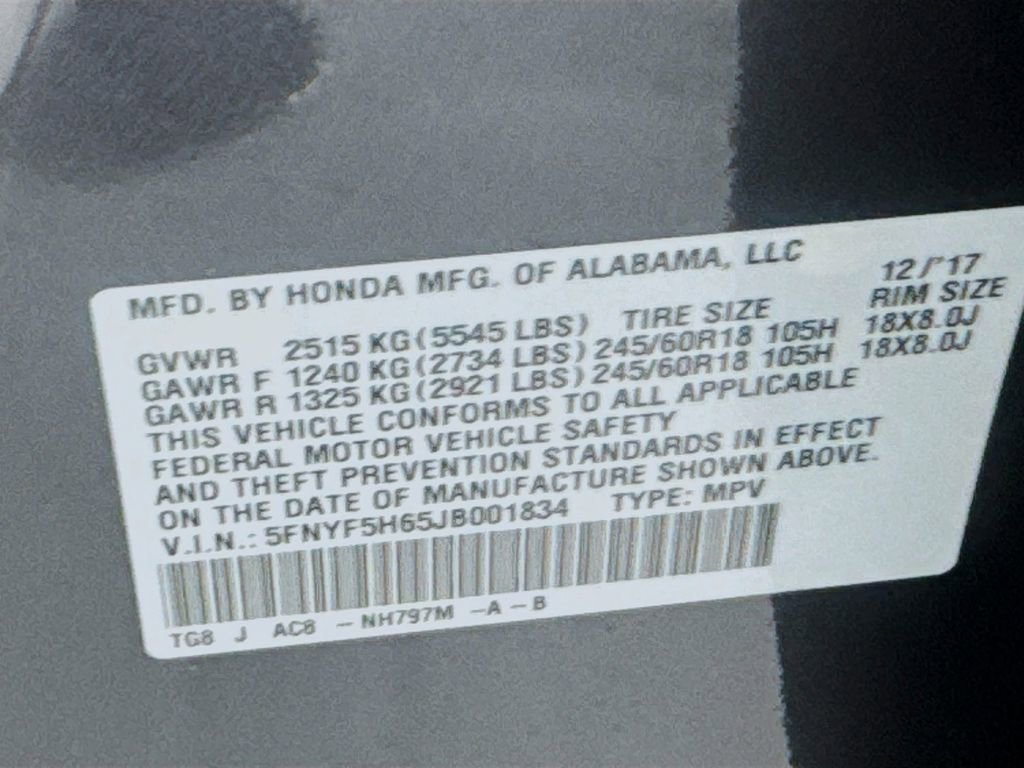 MFD. BY HONDA MFG. OF ALABAMA, LLC 12/'17
TIRE SIZE RIM SIZE
GVWR 2515 KG (5545 LBS)
GAWR F 1240 KG (2734 LBS) 245/60R18 105H 18X8.0J
GAWR R 1325 KG (2921 LBS) 245/60R18 105H 18X8.0J
THIS VEHICLE CONFORMS TO ALL APPLICABLE
FEDERAL MOTOR VEHICLE SAFETY
AND THEFT PREVENTION STANDARDS IN EFFECT
ON THE DATE OF MANUFACTURE SHOWN ABOVE.
V.I.N.: 5FNYF5H65JB001834 TYPE: MPV
TG8 J AC8 - NH797M -A-B